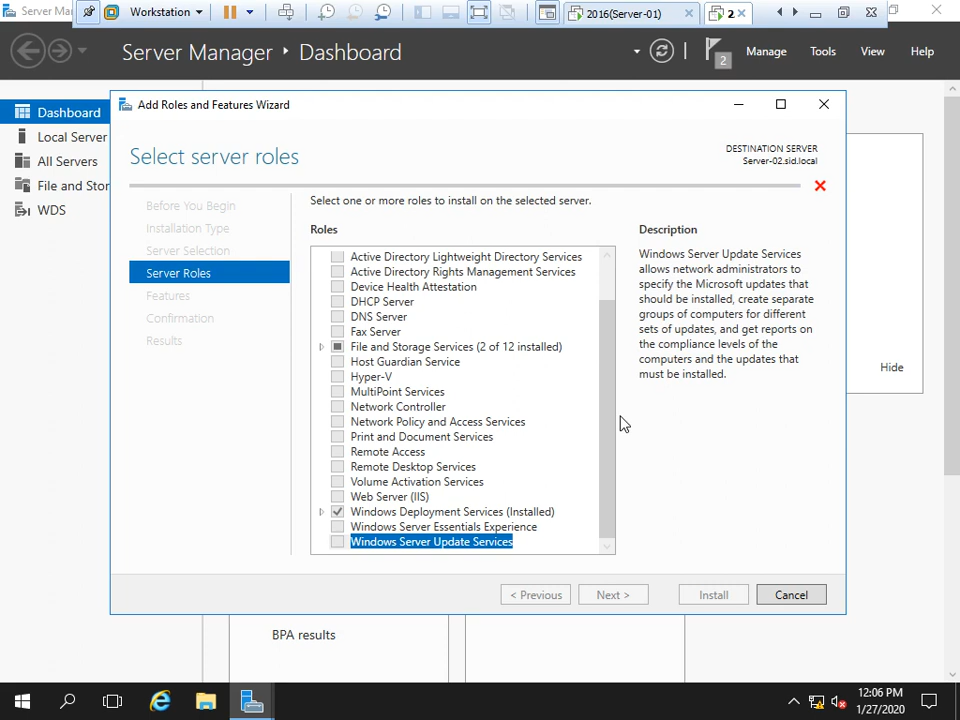 Server Ma
Workstation
2016(Server-01)
2
Server Manager
Dashboard
2
Manage
Tools
View
Help
Dashboard
Local Server
All Servers
File and Stor
WDS
Add Roles and Features Wizard
Select server roles
DESTINATION SERVER
Server-02.sid.local
Before You Begin
Installation Type
Server Selection
Server Roles
Features
Confirmation
Results
Select one or more roles to install on the selected server.
Roles
Active Directory Lightweight Directory Services
Active Directory Rights Management Services
Device Health Attestation
DHCP Server
DNS Server
Fax Server
File and Storage Services (2 of 12 installed)
Host Guardian Service
Hyper-V
MultiPoint Services
Network Controller
Network Policy and Access Services
Print and Document Services
Remote Access
Remote Desktop Services
Volume Activation Services
Web Server (IIS)
Windows Deployment Services (Installed)
Windows Server Essentials Experience
Windows Server Update Services
Description
Windows Server Update Services
allows network administrators to
specify the Microsoft updates that
should be installed, create separate
groups of computers for different
sets of updates, and get reports on
the compliance levels of the
computers and the updates that
must be installed.
Hide
< Previous
Next >
Install
Cancel
BPA results
12:06 PM
1/27/2020